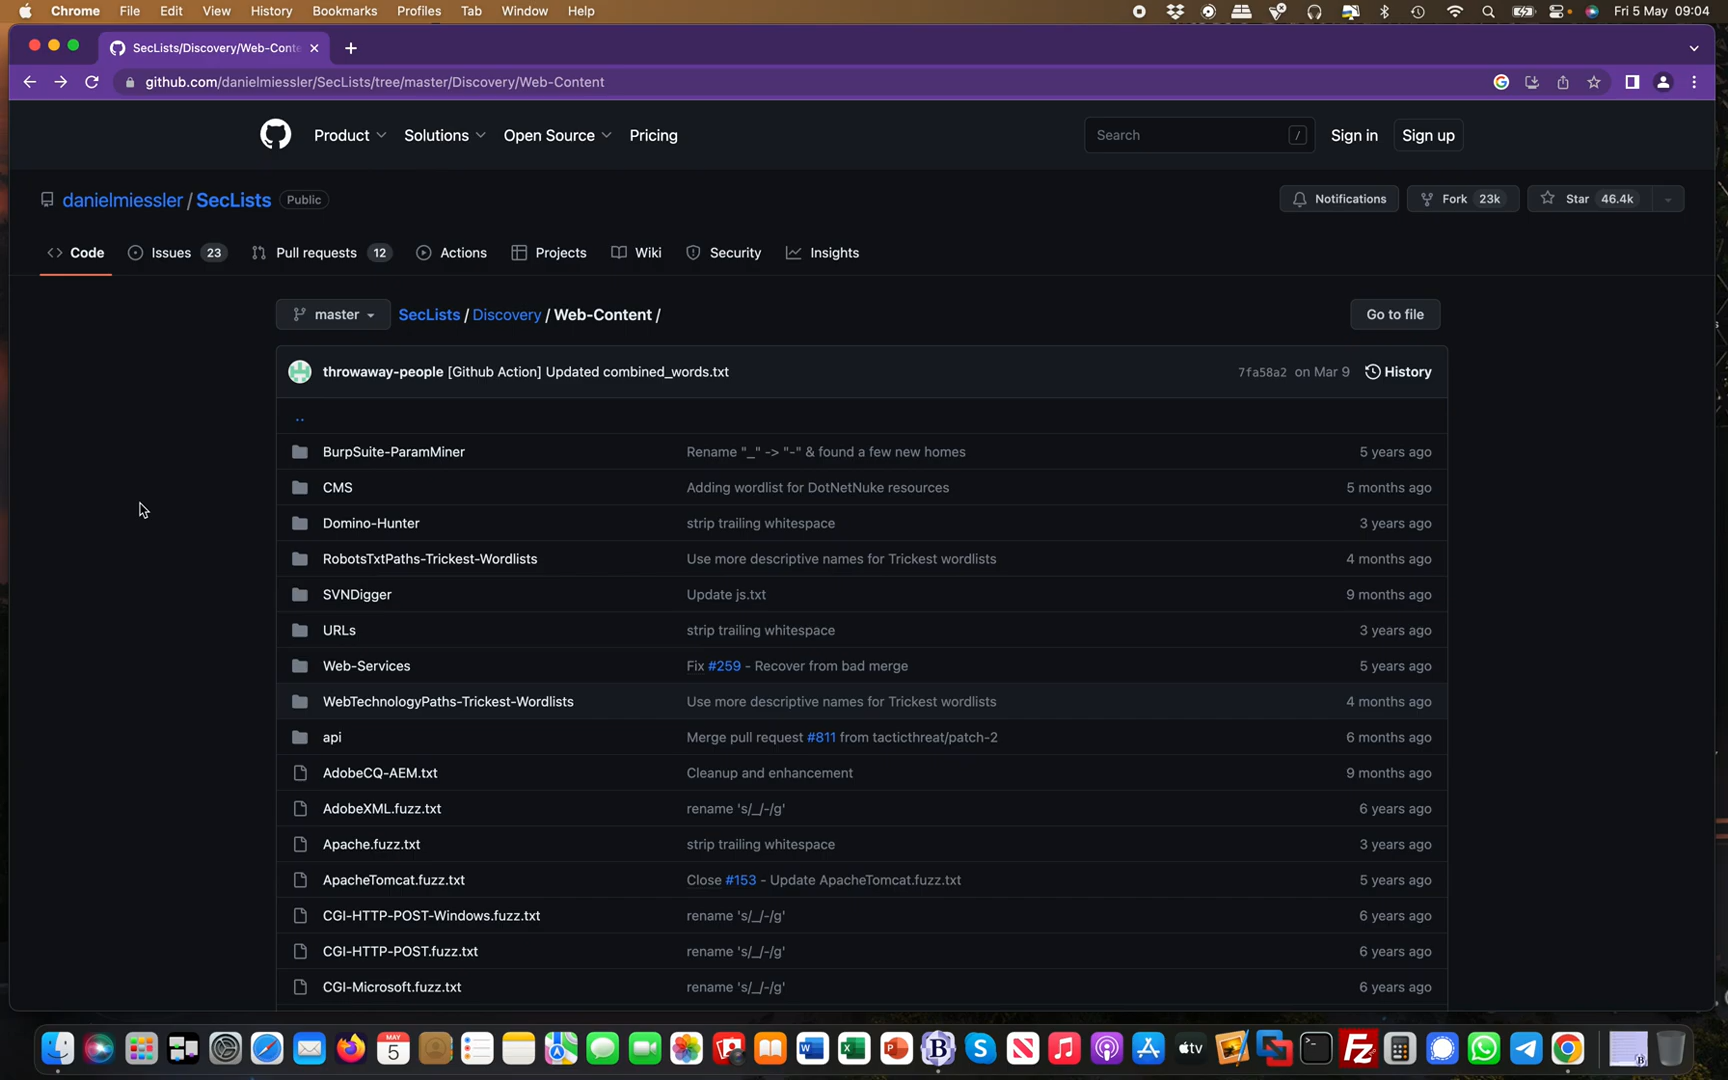 Chrome File Edit View History Bookmarks Profiles Tab Window Help Fri 5 May 09:04
SecLists/Discovery/Web-Conte
github.com/danielmiessler/SecLists/tree/master/Discovery/Web-Content
Product Solutions Open Source Pricing Search / Sign in Sign up
danielmiessler / SecLists Public Notifications Fork 23k Star 46.4k
Code Issues 23 Pull requests 12 Actions Projects Wiki Security Insights
master SecLists / Discovery / Web-Content / Go to file
throwaway-people [Github Action] Updated combined_words.txt 7fa58a2 on Mar 9 History
..
BurpSuite-ParamMiner Rename "_" -> "-" & found a few new homes 5 years ago
CMS Adding wordlist for DotNetNuke resources 5 months ago
Domino-Hunter strip trailing whitespace 3 years ago
RobotsTxtPaths-Trickest-Wordlists Use more descriptive names for Trickest wordlists 4 months ago
SVNDigger Update js.txt 9 months ago
URLs strip trailing whitespace 3 years ago
Web-Services Fix #259 - Recover from bad merge 5 years ago
WebTechnologyPaths-Trickest-Wordlists Use more descriptive names for Trickest wordlists 4 months ago
api Merge pull request #811 from tacticthreat/patch-2 6 months ago
AdobeCQ-AEM.txt Cleanup and enhancement 9 months ago
AdobeXML.fuzz.txt rename 's/_/-/g' 6 years ago
Apache.fuzz.txt strip trailing whitespace 3 years ago
ApacheTomcat.fuzz.txt Close #153 - Update ApacheTomcat.fuzz.txt 5 years ago
CGI-HTTP-POST-Windows.fuzz.txt rename 's/_/-/g' 6 years ago
CGI-HTTP-POST.fuzz.txt rename 's/_/-/g' 6 years ago
CGI-Microsoft.fuzz.txt rename 's/_/-/g' 6 years ago
MAY
5
tv